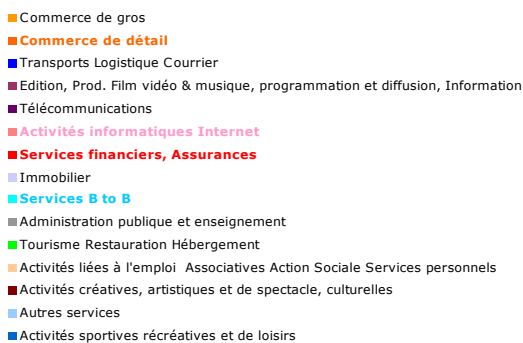 Commerce de gros
Commerce de détail
Transports Logistique Courrier
Edition, Prod. Film vidéo & musique, programmation et diffusion, Information
Télécommunications
Activités informatiques Internet
Services financiers, Assurances
Immobilier
Services B to B
Administration publique et enseignement
Tourisme Restauration Hébergement
Activités liées à l'emploi  Associatives Action Sociale Services personnels
Activités créatives, artistiques et de spectacle, culturelles
Autres services
Activités sportives récréatives et de loisirs